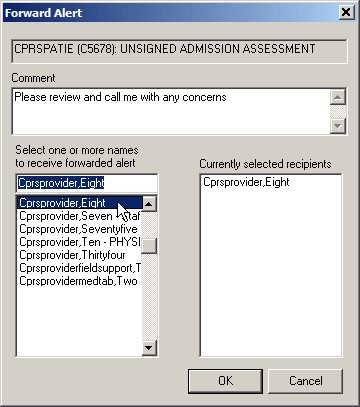 Forward Alert
CPRSPATIE (C5678): UNSIGNED ADMISSION ASSESSMENT
Comment
Please review and call me with any concerns
Select one or more names
to receive forwarded alert
Cprsprovider,Eight
Cprsprovider,Eight
Cprsprovider,Seven
Cprsprovider,Seventyfive
Cprsprovider,Ten - PHYSI
Cprsprovider,Thirtyfour
Cprsproviderfieldsupport,T
Cprsprovidermedtab,Two
Currently selected recipients
Cprsprovider,Eight
OK
Cancel